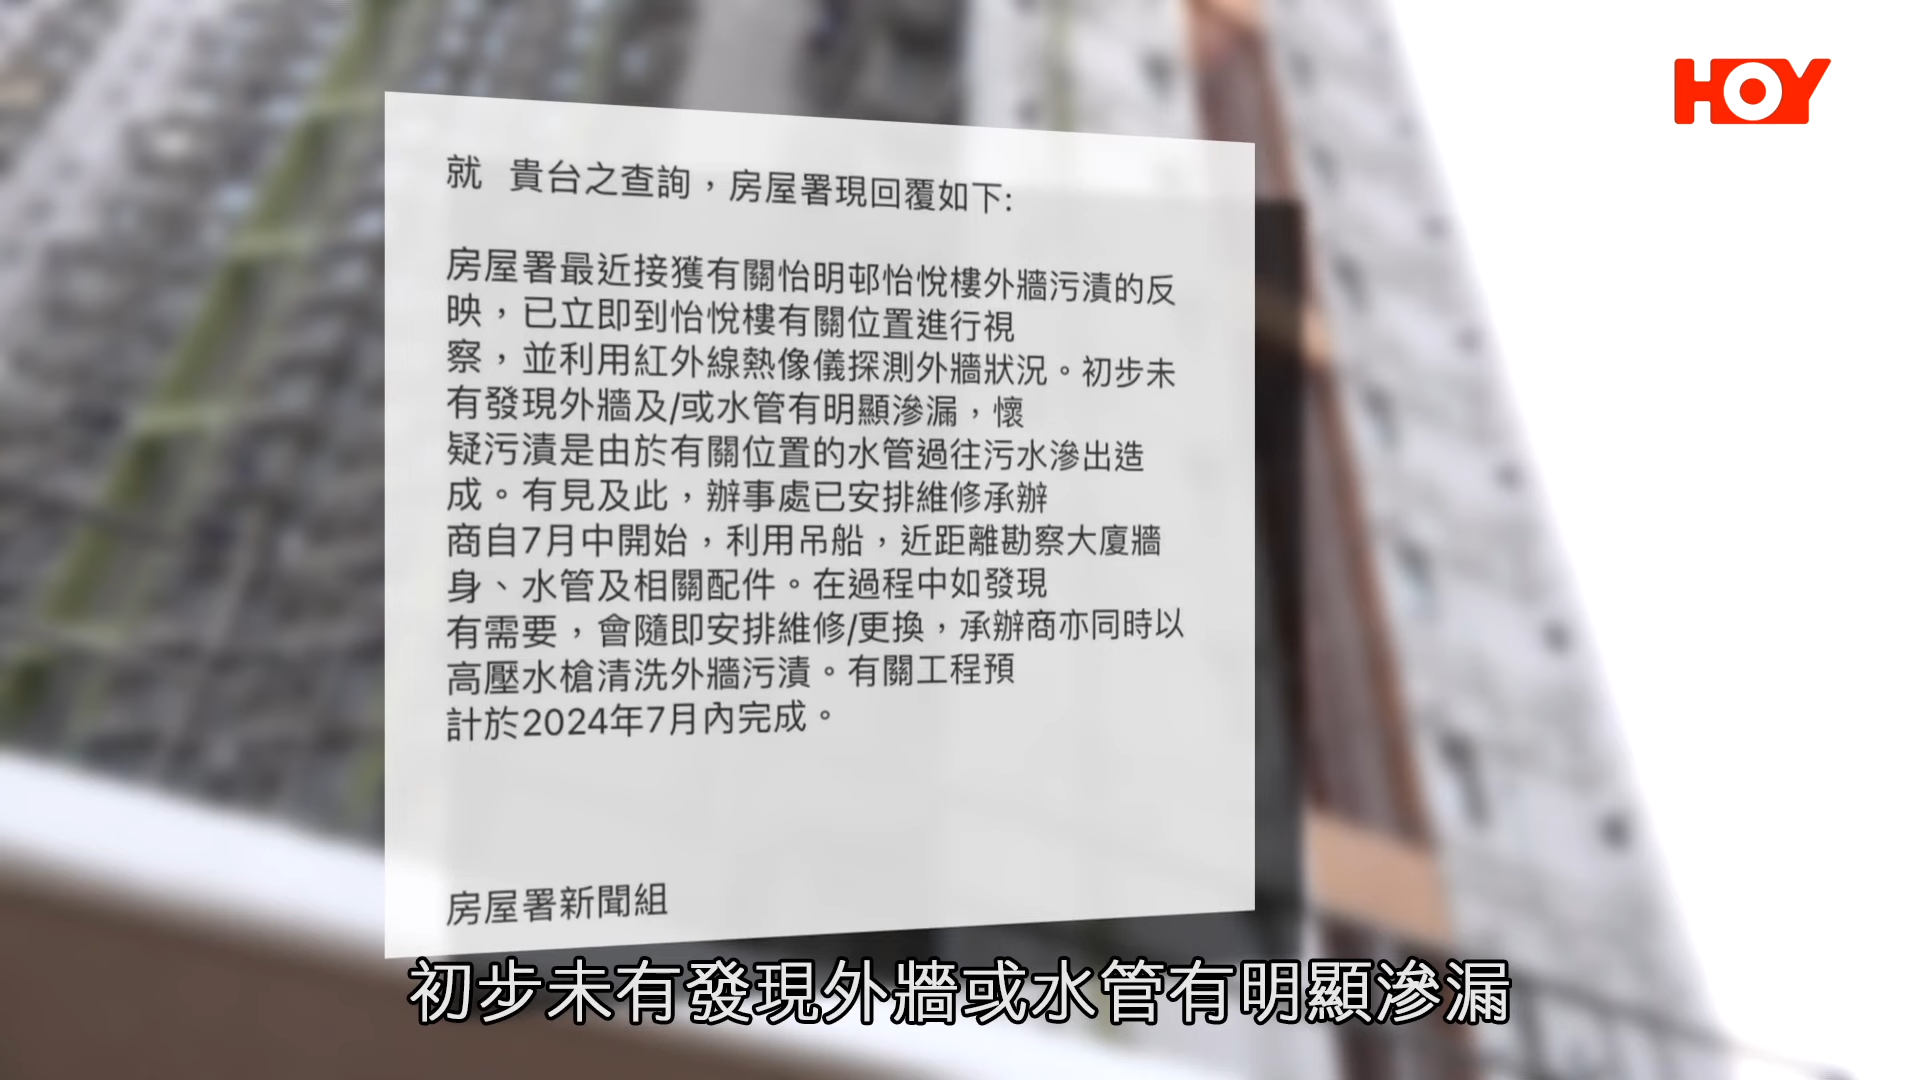 HOY
就 貴台之查詢，房屋署現回覆如下:
房屋署最近接獲有關怡明邨怡悅樓外牆污漬的反
映，已立即到怡悅樓有關位置進行視
察，並利用紅外線熱像儀探測外牆狀況。初步未
有發現外牆及/或水管有明顯滲漏，懷
疑污漬是由於有關位置的水管過往污水滲出造
成。有見及此，辦事處已安排維修承辦
商自7月中開始，利用吊船，近距離勘察大廈牆
身、水管及相關配件。在過程中如發現
有需要，會隨即安排維修/更換，承辦商亦同時以
高壓水槍清洗外牆污漬。有關工程預
計於2024年7月內完成。
房屋署新聞組
初步未有發現外牆或水管有明顯滲漏